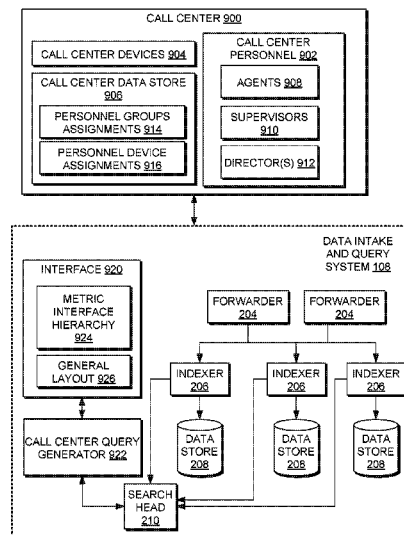 CALL CENTER 900
CALL CENTER DEVICES 904
CALL CENTER DATA STORE
906
PERSONNEL GROUPS
ASSIGNMENTS 914
PERSONNEL DEVICE
ASSIGNMENTS 916
CALL CENTER
PERSONNEL 902
AGENTS 908
SUPERVISORS
910
DIRECTOR(S) 912
DATA INTAKE
AND QUERY
SYSTEM 108
INTERFACE 920
METRIC
INTERFACE
HIERARCHY
924
GENERAL
LAYOUT 926
CALL CENTER QUERY
GENERATOR 922
FORWARDER
204
FORWARDER
204
INDEXER
206
INDEXER
206
INDEXER
206
DATA
STORE
208
DATA
STORE
208
DATA
STORE
208
SEARCH
HEAD
210